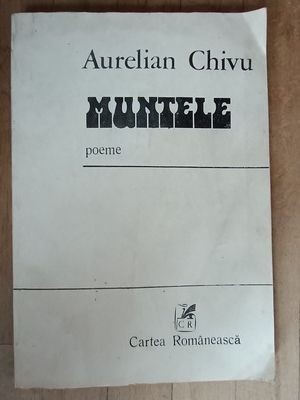 Aurelian Chivu
MUNTELE
poeme
CR
Cartea Românească